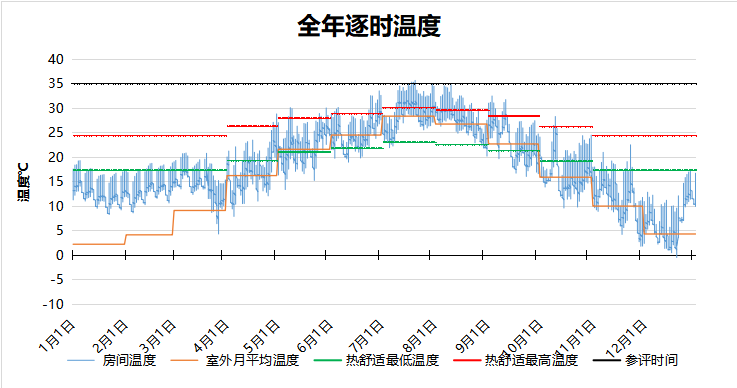 全年逐时温度
温度℃
40
35
30
25
20
15
10
5
0
-5
-10
1月1日
2月1日
3月1日
4月1日
5月1日
6月1日
7月1日
8月1日
9月1日
10月1日
11月1日
12月1日
房间温度 室外月平均温度 热舒适最低温度 热舒适最高温度 参评时间